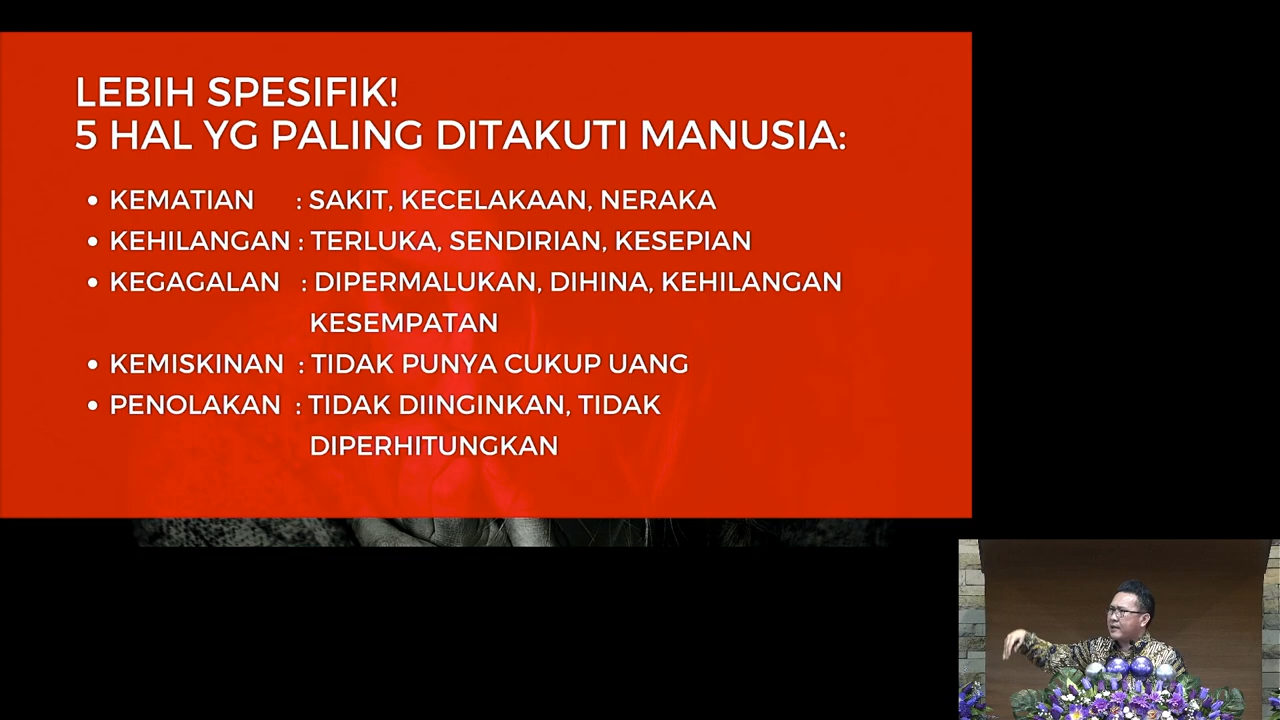 LEBIH SPESIFIK!
5 HAL YG PALING DITAKUTI MANUSIA:
• KEMATIAN : SAKIT, KECELAKAAN, NERAKA
• KEHILANGAN : TERLUKA, SENDIRIAN, KESEPIAN
• KEGAGALAN : DIPERMALUKAN, DIHINA, KEHILANGAN
KESEMPATAN
• KEMISKINAN : TIDAK PUNYA CUKUP UANG
• PENOLAKAN : TIDAK DIINGINKAN, TIDAK
DIPERHITUNGKAN